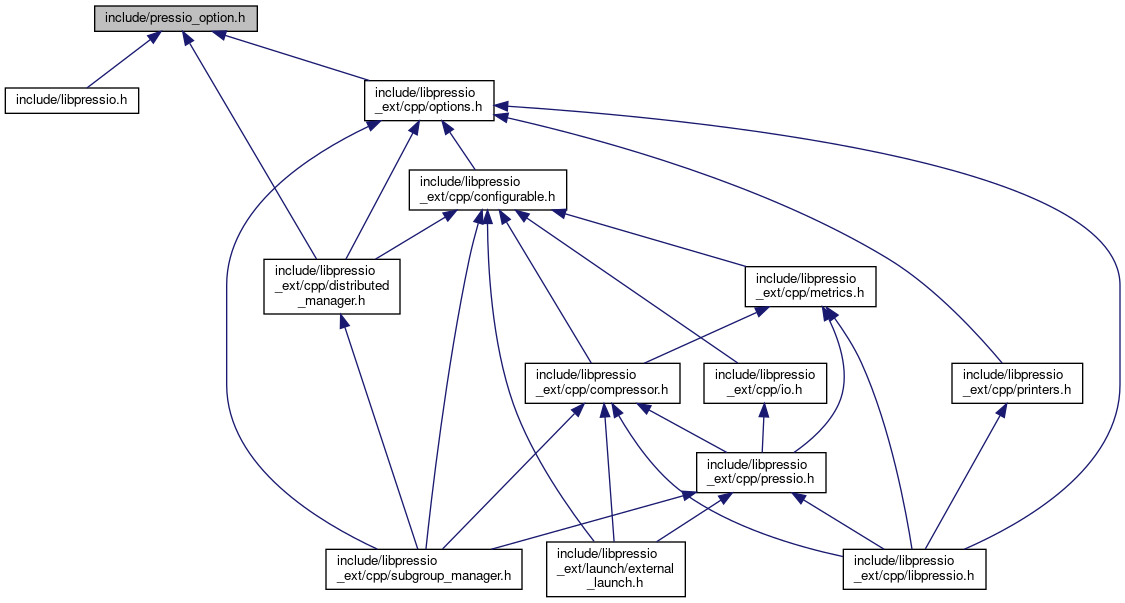 include/pressio_option.h
include/libpressio.h
include/libpressio
_ext/cpp/options.h
include/libpressio
_ext/cpp/configurable.h
include/libpressio
_ext/cpp/distributed
_manager.h
include/libpressio
_ext/cpp/metrics.h
include/libpressio
_ext/cpp/compressor.h
include/libpressio
_ext/cpp/io.h
include/libpressio
_ext/cpp/printers.h
include/libpressio
_ext/cpp/pressio.h
include/libpressio
_ext/cpp/subgroup_manager.h
include/libpressio
_ext/launch/external
_launch.h
include/libpressio
_ext/cpp/libpressio.h